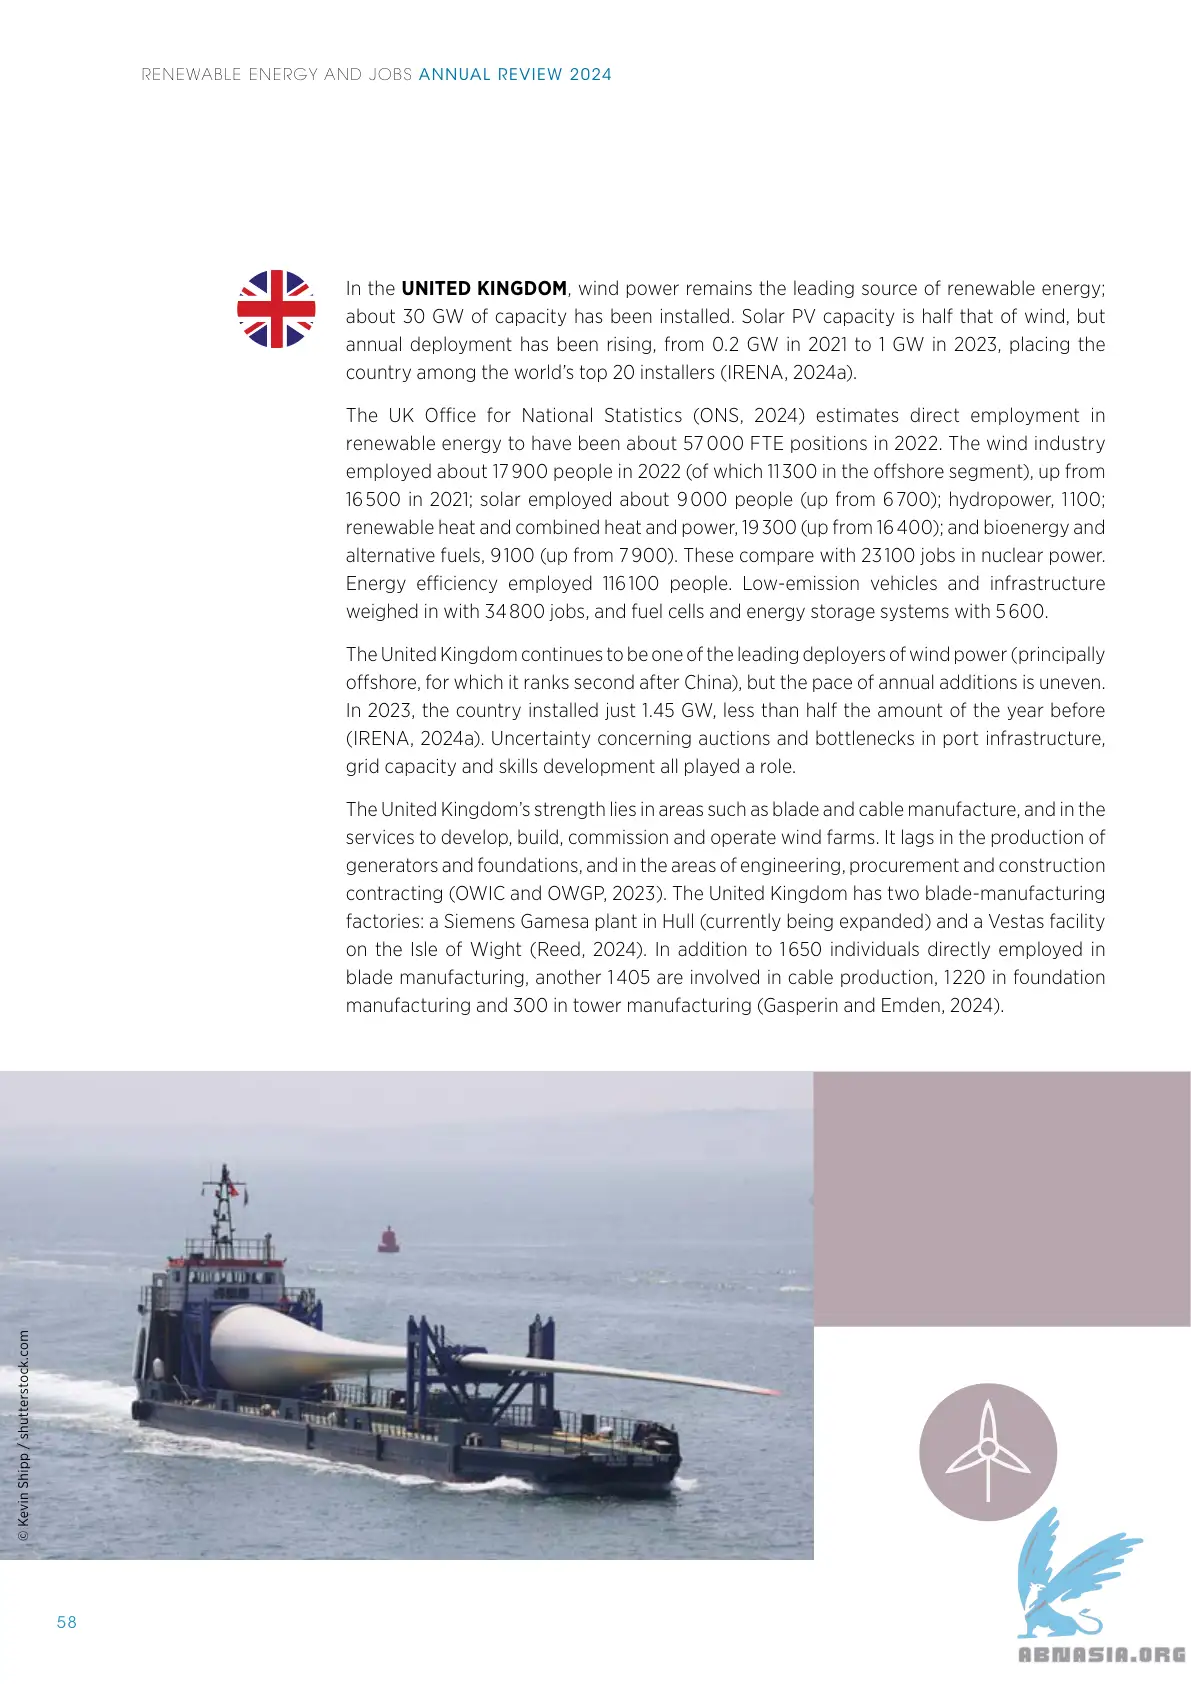 RENEWABLE ENERGY AND JOBS ANNUAL REVIEW 2024
In the UNITED KINGDOM, wind power remains the leading source of renewable energy;
about 30 GW of capacity has been installed. Solar PV capacity is half that of wind, but
annual deployment has been rising, from 0.2 GW in 2021 to 1 GW in 2023, placing the
country among the world’s top 20 installers (IRENA, 2024a).
The UK Office for National Statistics (ONS, 2024) estimates direct employment in
renewable energy to have been about 57 000 FTE positions in 2022. The wind industry
employed about 17 900 people in 2022 (of which 11 300 in the offshore segment), up from
16 500 in 2021; solar employed about 9 000 people (up from 6 700); hydropower, 1 100;
renewable heat and combined heat and power, 19 300 (up from 16 400); and bioenergy and
alternative fuels, 9 100 (up from 7 900). These compare with 23 100 jobs in nuclear power.
Energy efficiency employed 116 100 people. Low-emission vehicles and infrastructure
weighed in with 34 800 jobs, and fuel cells and energy storage systems with 5 600.
The United Kingdom continues to be one of the leading deployers of wind power (principally
offshore, for which it ranks second after China), but the pace of annual additions is uneven.
In 2023, the country installed just 1.45 GW, less than half the amount of the year before
(IRENA, 2024a). Uncertainty concerning auctions and bottlenecks in port infrastructure,
grid capacity and skills development all played a role.
The United Kingdom’s strength lies in areas such as blade and cable manufacture, and in the
services to develop, build, commission and operate wind farms. It lags in the production of
generators and foundations, and in the areas of engineering, procurement and construction
contracting (OWIC and OWGP, 2023). The United Kingdom has two blade-manufacturing
factories: a Siemens Gamesa plant in Hull (currently being expanded) and a Vestas facility
on the Isle of Wight (Reed, 2024). In addition to 1 650 individuals directly employed in
blade manufacturing, another 1 405 are involved in cable production, 1 220 in foundation
manufacturing and 300 in tower manufacturing (Gasperin and Emden, 2024).
© Kevin Shipp / shutterstock.com
58
ABNASIA.ORG